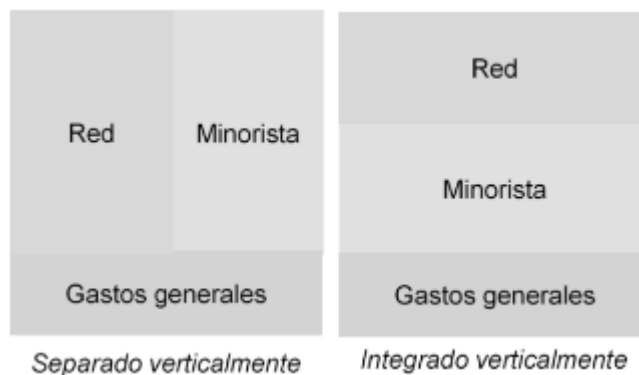 Red
Minorista
Gastos generales
Separado verticalmente
Red
Minorista
Gastos generales
Integrado verticalmente